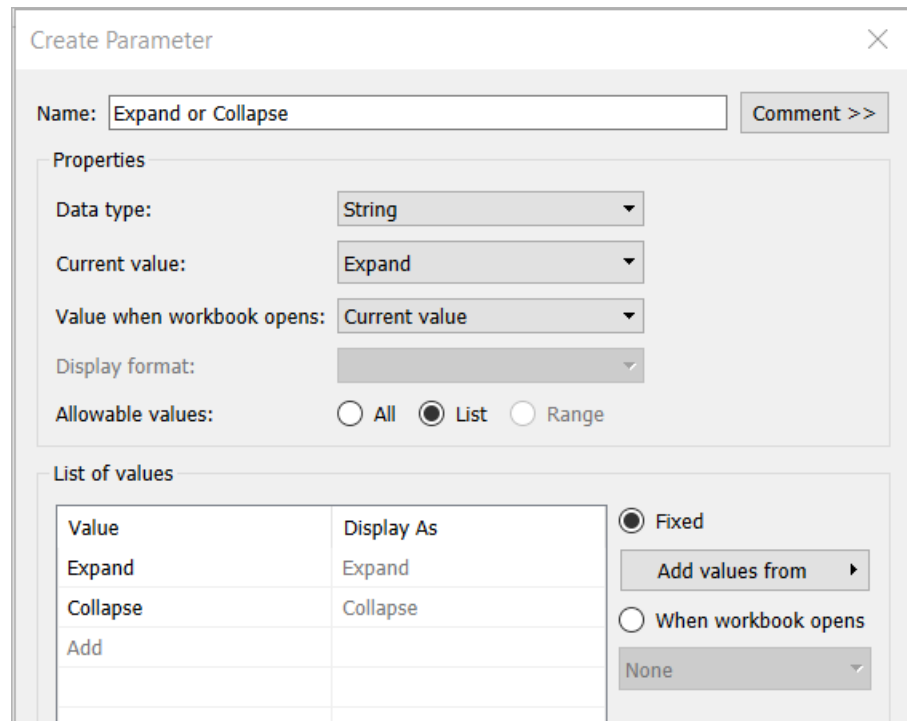 Create Parameter
Name: Expand or Collapse Comment >>
Properties
Data type: String
Current value: Expand
Value when workbook opens: Current value
Display format:
Allowable values: All List Range
List of values
Value Display As Fixed
Expand Expand Add values from
Collapse Collapse When workbook opens
Add None